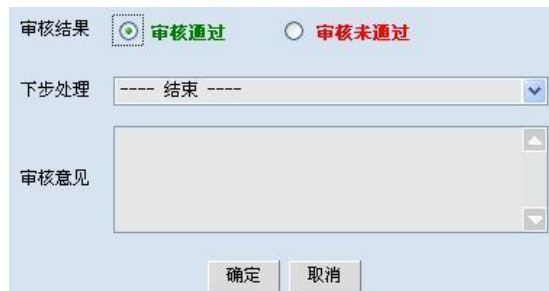 审核结果 审核通过 审核未通过
下步处理 ---- 结束 ----
审核意见
确定 取消